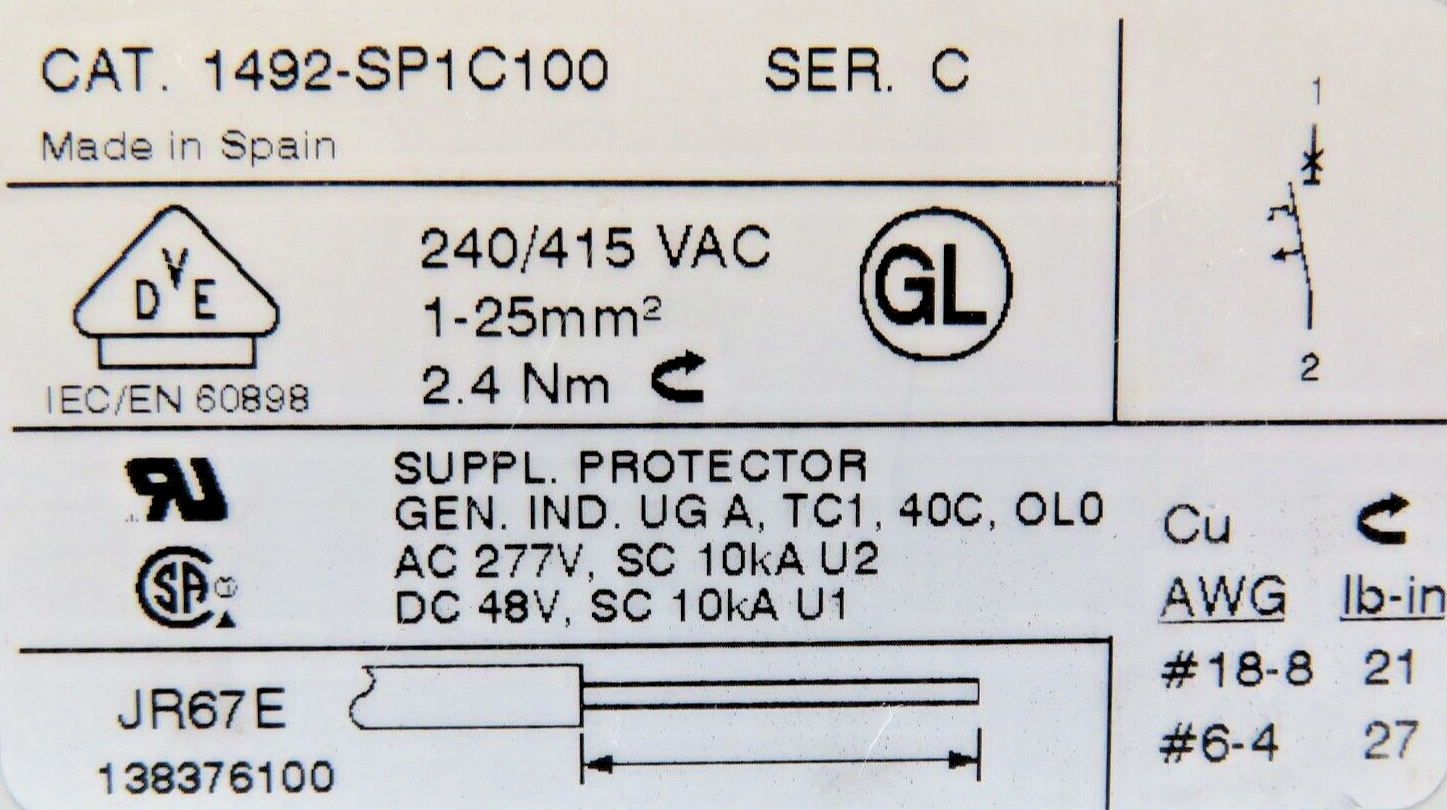 CAT. 1492-SP1C100 SER. C
Made in Spain
1
2
D V E
IEC/EN 60898
240/415 VAC
1-25mm²
2.4 Nm
GL
RU
SUPPL. PROTECTOR
GEN. IND. UG A, TC1, 40C, OL0
AC 277V, SC 10kA U2
DC 48V, SC 10kA U1
SA
Cu
AWG lb-in
#18-8 21
#6-4 27
JR67E
138376100